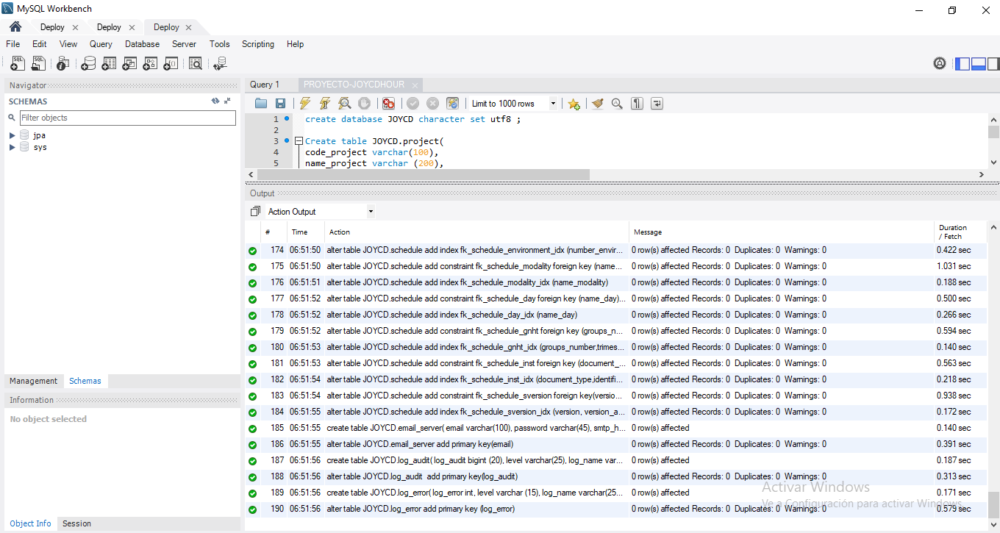 MySQL Workbench
Deploy Deploy Deploy
File Edit View Query Database Server Tools Scripting Help
Navigator
SCHEMAS
Filter objects
jpa
sys
Management Schemas
Information
No object selected
Object Info Session
Query 1 PROYECTO-JOYCDHOUR
Limit to 1000 rows
1 create database JOYCD character set utf8 ;
2
3 Create table JOYCD.project(
4 code_project varchar(100),
5 name_project varchar (200),
Output
Action Output
# Time Action Message Duration / Fetch
174 06:51:50 alter table JOYCD.schedule add index fk_schedule_environment_idx (number_envir... 0 row(s) affected Records: 0 Duplicates: 0 Warnings: 0 0.422 sec
175 06:51:50 alter table JOYCD.schedule add constraint fk_schedule_modality foreign key (name... 0 row(s) affected Records: 0 Duplicates: 0 Warnings: 0 1.031 sec
176 06:51:51 alter table JOYCD.schedule add index fk_schedule_modality_idx (name_modality) 0 row(s) affected Records: 0 Duplicates: 0 Warnings: 0 0.188 sec
177 06:51:52 alter table JOYCD.schedule add constraint fk_schedule_day foreign key (name_day)... 0 row(s) affected Records: 0 Duplicates: 0 Warnings: 0 0.500 sec
178 06:51:52 alter table JOYCD.schedule add index fk_schedule_day_idx (name_day) 0 row(s) affected Records: 0 Duplicates: 0 Warnings: 0 0.266 sec
179 06:51:52 alter table JOYCD.schedule add constraint fk_schedule_gnht foreign key (groups_n... 0 row(s) affected Records: 0 Duplicates: 0 Warnings: 0 0.594 sec
180 06:51:53 alter table JOYCD.schedule add index fk_schedule_gnht_idx (groups_number,trimes... 0 row(s) affected Records: 0 Duplicates: 0 Warnings: 0 0.140 sec
181 06:51:53 alter table JOYCD.schedule add constraint fk_schedule_inst foreign key (document_... 0 row(s) affected Records: 0 Duplicates: 0 Warnings: 0 0.563 sec
182 06:51:54 alter table JOYCD.schedule add index fk_schedule_inst_idx (document_type,identifi... 0 row(s) affected Records: 0 Duplicates: 0 Warnings: 0 0.218 sec
183 06:51:54 alter table JOYCD.schedule add constraint fk_schedule_sversion foreign key(versio... 0 row(s) affected Records: 0 Duplicates: 0 Warnings: 0 0.938 sec
184 06:51:55 alter table JOYCD.schedule add index fk_schedule_sversion_idx (version, version_a... 0 row(s) affected Records: 0 Duplicates: 0 Warnings: 0 0.172 sec
185 06:51:55 create table JOYCD.email_server( email varchar(100), password varchar(45), smtp_h... 0 row(s) affected 0.140 sec
186 06:51:55 alter table JOYCD.email_server add primary key(email) 0 row(s) affected Records: 0 Duplicates: 0 Warnings: 0 0.391 sec
187 06:51:56 create table JOYCD.log_audit( log_audit bigint (20), level varchar(25), log_name var... 0 row(s) affected 0.187 sec
188 06:51:56 alter table JOYCD.log_audit add primary key(log_audit) 0 row(s) affected Records: 0 Duplicates: 0 Warnings: 0 0.313 sec
189 06:51:56 create table JOYCD.log_error( log_error int, level varchar (15), log_name varchar(25... 0 row(s) affected 0.171 sec
190 06:51:56 alter table JOYCD.log_error add primary key (log_error) 0 row(s) affected Records: 0 Duplicates: 0 Warnings: 0 0.579 sec
Activar Windows
Ve a Configuración para activar Windows.